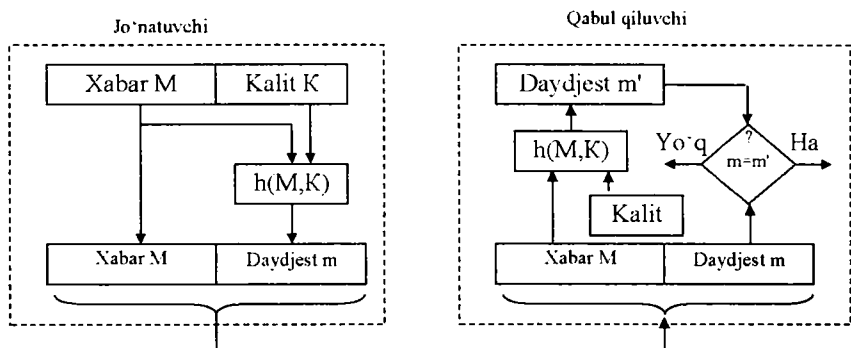 Jo‘natuvchi
Xabar M Kalit K
h(M,K)
Xabar M Daydjest m
Qabul qiluvchi
Daydjest m'
Yo‘q ? Ha
m=m'
h(M,K)
Kalit
Xabar M Daydjest m